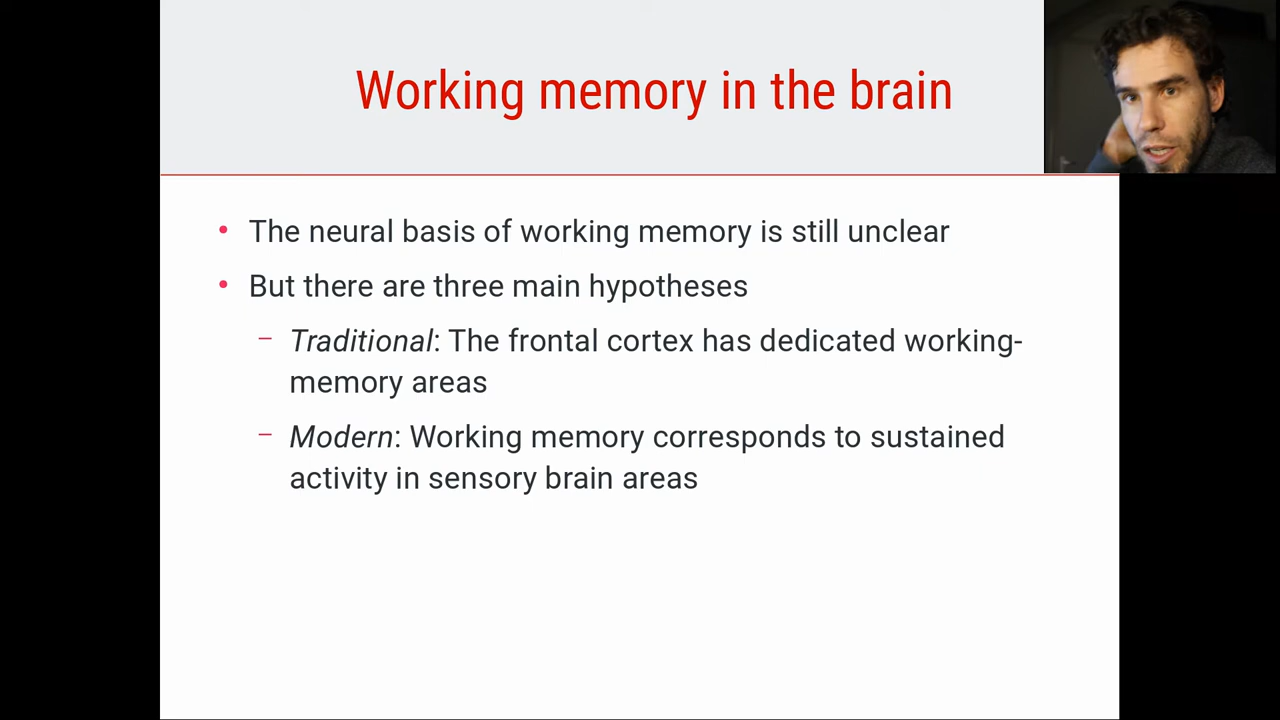 Working memory in the brain
• The neural basis of working memory is still unclear
• But there are three main hypotheses
– Traditional: The frontal cortex has dedicated working-
memory areas
– Modern: Working memory corresponds to sustained
activity in sensory brain areas